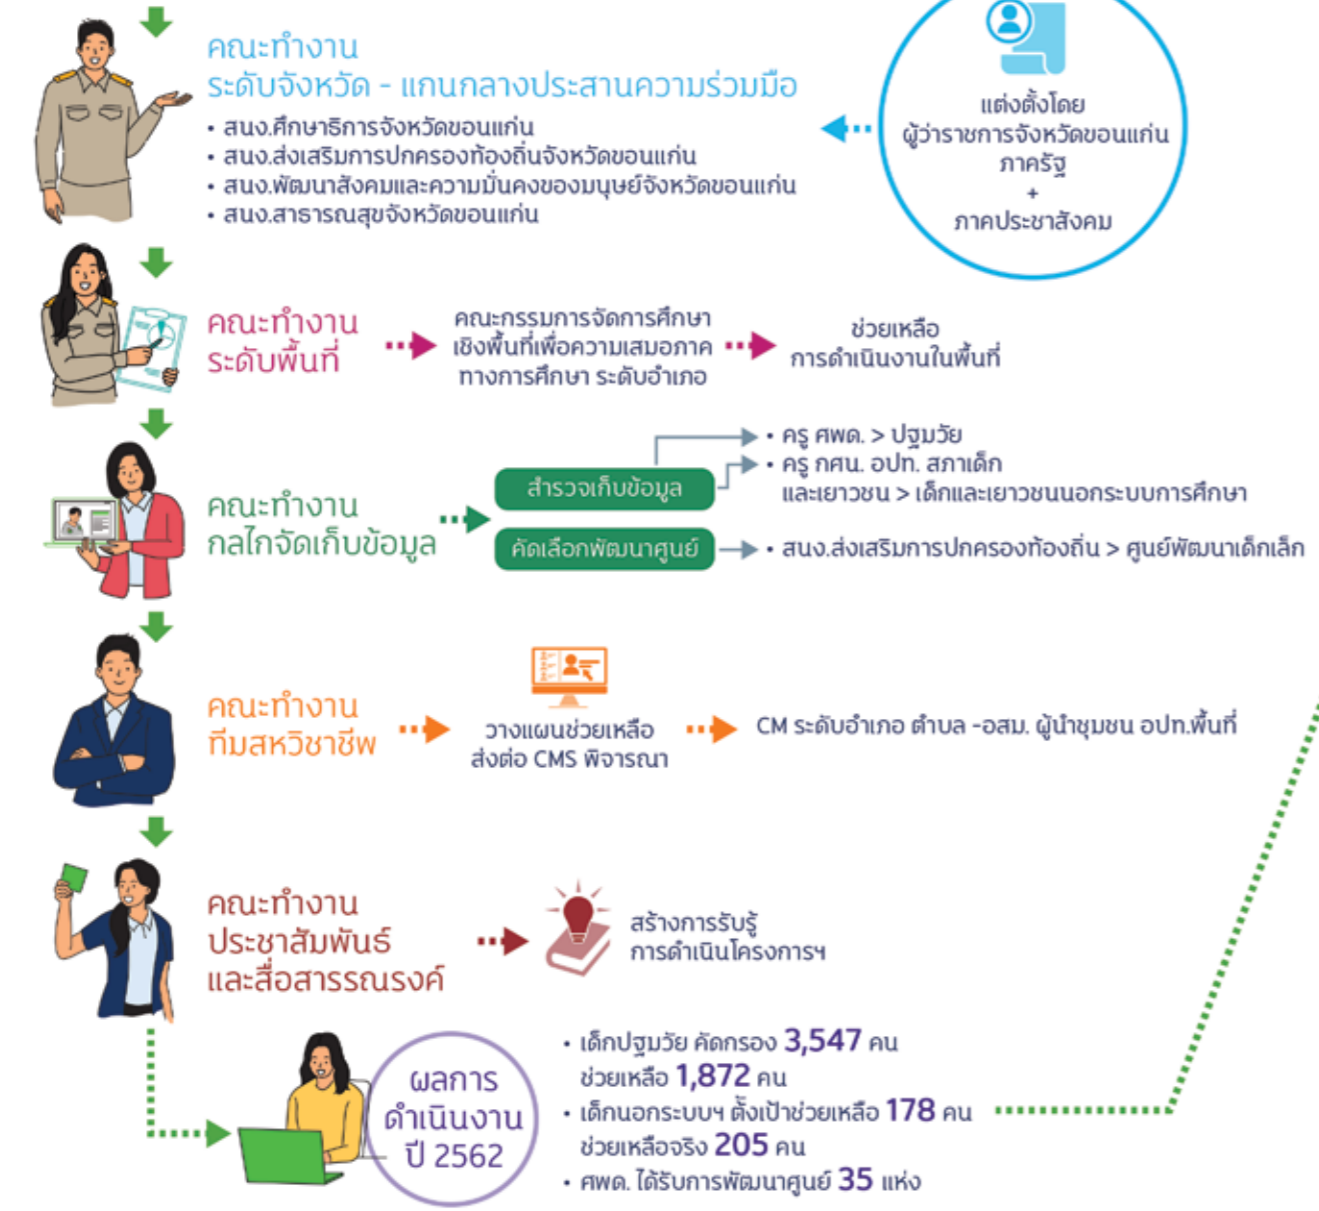 คณะทำงาน
ระดับจังหวัด - แกนกลางประสานความร่วมมือ
• สนง.ศึกษาธิการจังหวัดขอนแก่น
• สนง.ส่งเสริมการปกครองท้องถิ่นจังหวัดขอนแก่น
• สนง.พัฒนาสังคมและความมั่นคงของมนุษย์จังหวัดขอนแก่น
• สนง.สาธารณสุขจังหวัดขอนแก่น
แต่งตั้งโดย
ผู้ว่าราชการจังหวัดขอนแก่น
ภาครัฐ
+
ภาคประชาสังคม
คณะทำงาน
ระดับพื้นที่
คณะกรรมการจัดการศึกษา
เชิงพื้นที่เพื่อความเสมอภาค
ทางการศึกษา ระดับอำเภอ
ช่วยเหลือ
การดำเนินงานในพื้นที่
คณะทำงาน
กลไกจัดเก็บข้อมูล
สำรวจเก็บข้อมูล
• ครู ศพด. > ปฐมวัย
• ครู กศน. อปท. สภาเด็ก
และเยาวชน > เด็กและเยาวชนนอกระบบการศึกษา
คัดเลือกพัฒนาศูนย์
• สนง.ส่งเสริมการปกครองท้องถิ่น > ศูนย์พัฒนาเด็กเล็ก
คณะทำงาน
ทีมสหวิชาชีพ
วางแผนช่วยเหลือ
ส่งต่อ CMS พิจารณา
CM ระดับอำเภอ ตำบล -อสม. ผู้นำชุมชน อปท.พื้นที่
คณะทำงาน
ประชาสัมพันธ์
และสื่อสารรณรงค์
สร้างการรับรู้
การดำเนินโครงการฯ
ผลการ
ดำเนินงาน
ปี 2562
• เด็กปฐมวัย คัดกรอง 3,547 คน
ช่วยเหลือ 1,872 คน
• เด็กนอกระบบฯ ตั้งเป้าช่วยเหลือ 178 คน
ช่วยเหลือจริง 205 คน
• ศพด. ได้รับการพัฒนาศูนย์ 35 แห่ง